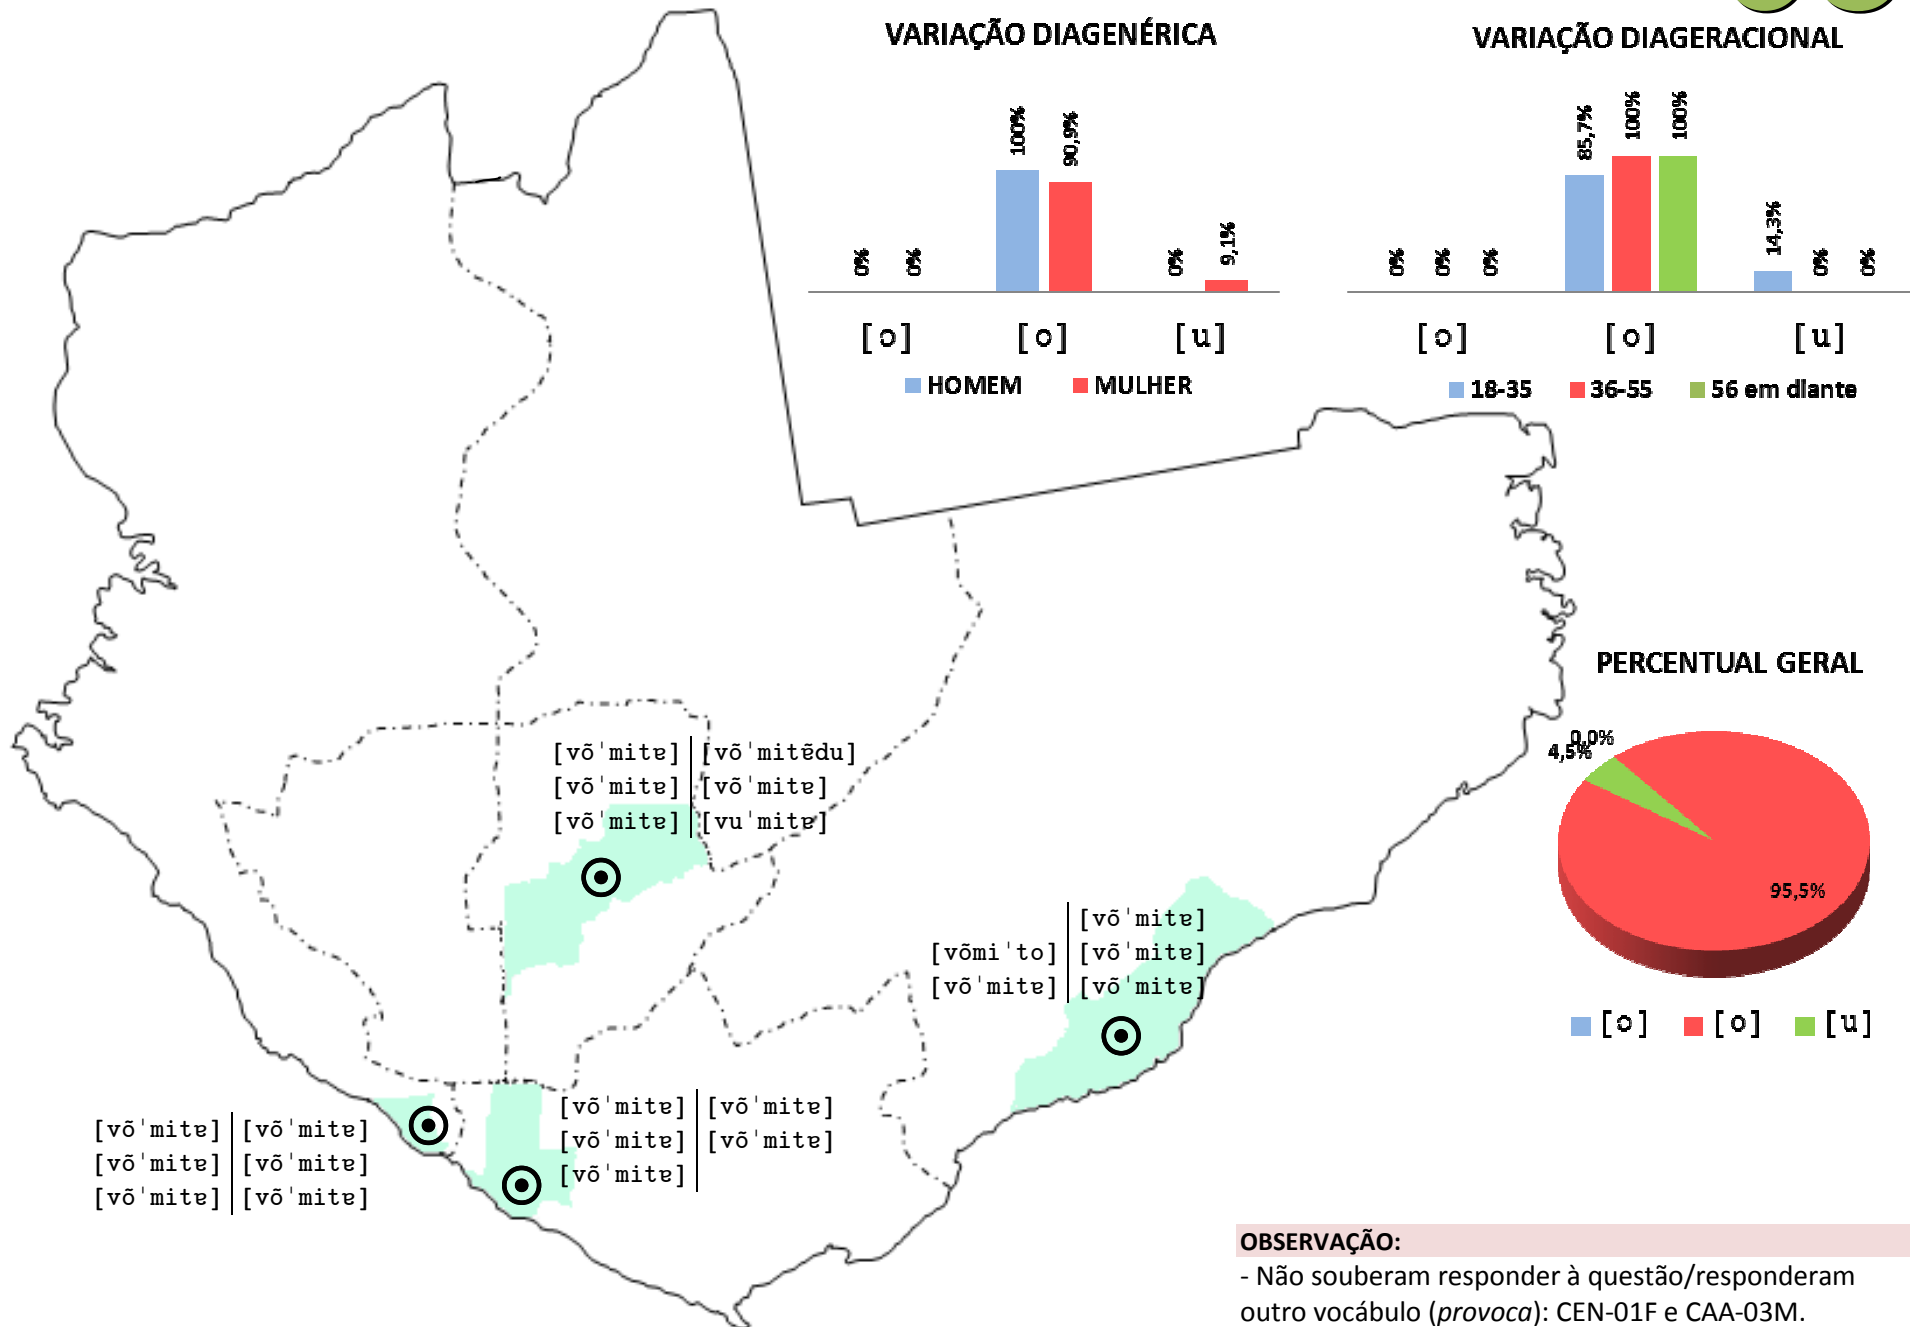 VARIAÇÃO DIAGENÉRICA
0%
0%
100%
90,9%
0%
9,1%
[ɔ] [o] [u]
HOMEM MULHER
VARIAÇÃO DIAGERACIONAL
0%
0%
0%
85,7%
100%
100%
14,3%
0%
0%
[ɔ] [o] [u]
18-35 36-55 56 em diante
PERCENTUAL GERAL
0,0%
4,5%
95,5%
[ɔ] [o] [u]
[võˈmitɐ] [võˈmitɐ̃du]
[võˈmitɐ] [võˈmitɐ]
[võˈmitɐ] [vuˈmitɐ]
[võˈmitɐ]
[võmiˈto] [võˈmitɐ]
[võˈmitɐ] [võˈmitɐ]
[võˈmitɐ] [võˈmitɐ]
[võˈmitɐ] [võˈmitɐ]
[võˈmitɐ]
[võˈmitɐ] [võˈmitɐ]
[võˈmitɐ] [võˈmitɐ]
[võˈmitɐ] [võˈmitɐ]
OBSERVAÇÃO:
- Não souberam responder à questão/responderam
outro vocábulo (provoca): CEN-01F e CAA-03M.